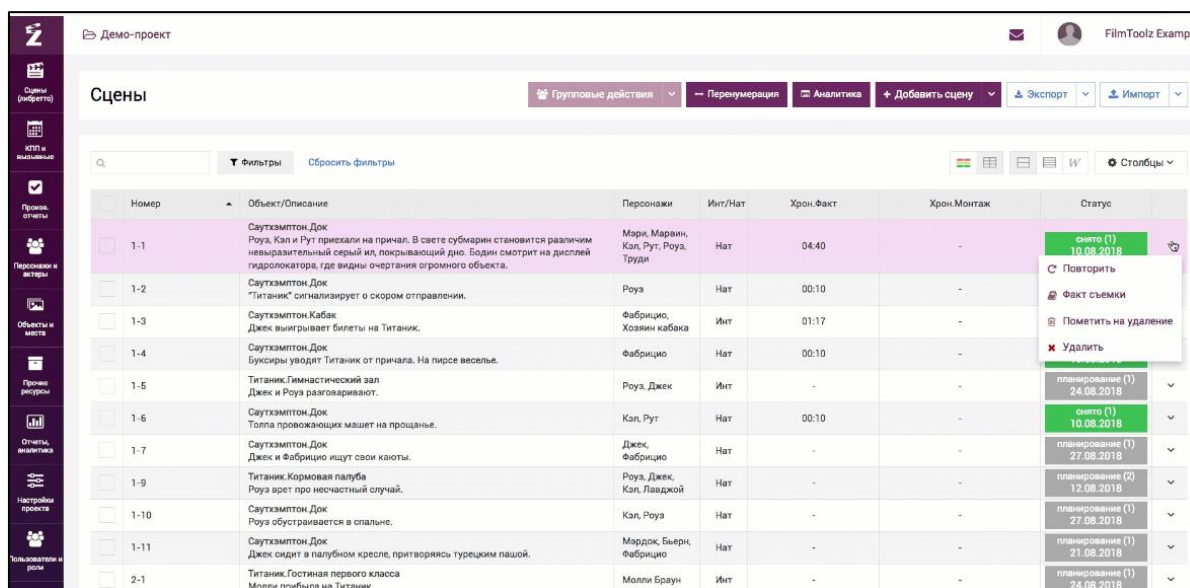 Демо-проект
FilmToolz Examp
Сцены
(либретто)
КПП и
вызывные
Произв.
отчеты
Персонажи и
актеры
Объекты и
места
Прочие
ресурсы
Отчеты,
аналитика
Настройки
проекта
Пользователи и
роли
Сцены
Групповые действия
Перенумерация
Аналитика
+ Добавить сцену
Экспорт
Импорт
Фильтры
Сбросить фильтры
W
Столбцы
Номер
Объект/Описание
Персонажи
Инт/Нат
Хрон.Факт
Хрон.Монтаж
Статус
1-1
Саутхэмптон.Док
Роуз, Кэл и Рут приехали на причал. В свете субмарин становится различим
невыразительный серый ил, покрывающий дно. Бодин смотрит на дисплей
гидролокатора, где видны очертания огромного объекта.
Мэри, Марвин,
Кэл, Рут, Роуз,
Труди
Нат
04:40
-
снято (1)
10.08.2018
Повторить
Факт съемки
Пометить на удаление
Удалить
1-2
Саутхэмптон.Док
"Титаник" сигнализирует о скором отправлении.
Роуз
Нат
00:10
-
1-3
Саутхэмптон.Кабак
Джек выигрывает билеты на Титаник.
Фабрицио,
Хозяин кабака
Инт
01:17
-
1-4
Саутхэмптон.Док
Буксиры уводят Титаник от причала. На пирсе веселье.
Фабрицио
Нат
00:10
-
1-5
Титаник.Гимнастический зал
Джек и Роуз разговаривают.
Роуз, Джек
Инт
-
-
планирование (1)
24.08.2018
1-6
Саутхэмптон.Док
Толпа провожающих машет на прощанье.
Кэл, Рут
Нат
00:10
-
снято (1)
10.08.2018
1-7
Саутхэмптон.Док
Джек и Фабрицио ищут свои каюты.
Джек,
Фабрицио
Нат
-
-
планирование (1)
27.08.2018
1-9
Титаник.Кормовая палуба
Роуз врет про несчастный случай.
Роуз, Джек,
Кэл, Лавджой
Нат
-
-
планирование (2)
12.08.2018
1-10
Саутхэмптон.Док
Роуз обустраивается в спальне.
Кэл, Роуз
Нат
-
-
планирование (1)
27.08.2018
1-11
Саутхэмптон.Док
Джек сидит в палубном кресле, притворяясь турецким пашой.
Мэрдок, Бьерн,
Фабрицио
Нат
-
-
планирование (1)
21.08.2018
2-1
Титаник.Гостиная первого класса
Молли прибыла на Титаник.
Молли Браун
Инт
-
-
планирование (1)
24.08.2018